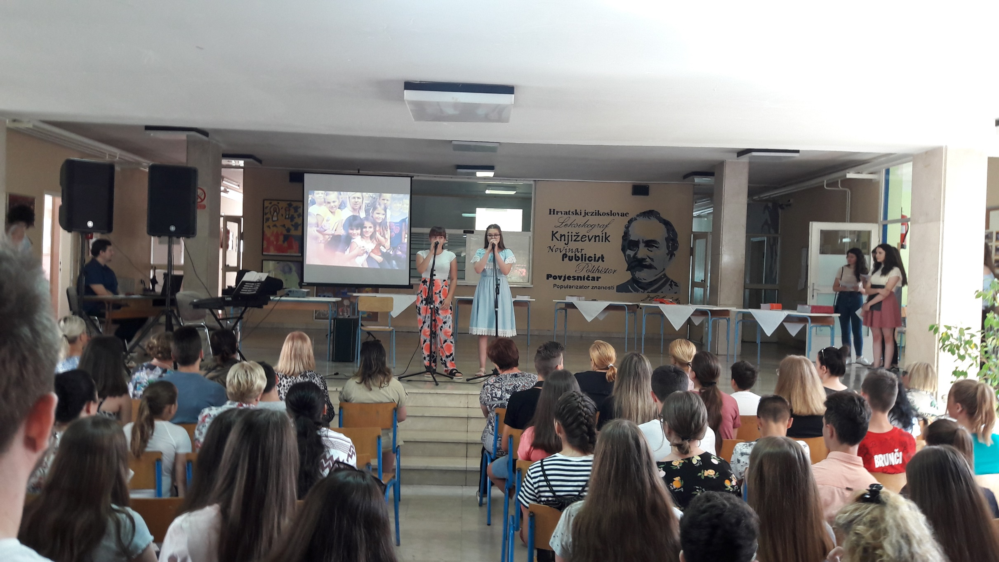 Hrvatski jezikoslovac
Leksikograf
Književnik
Novinar
Publicist
Polihistor
Povjesničar
Popularizator znanosti
BRUNČI